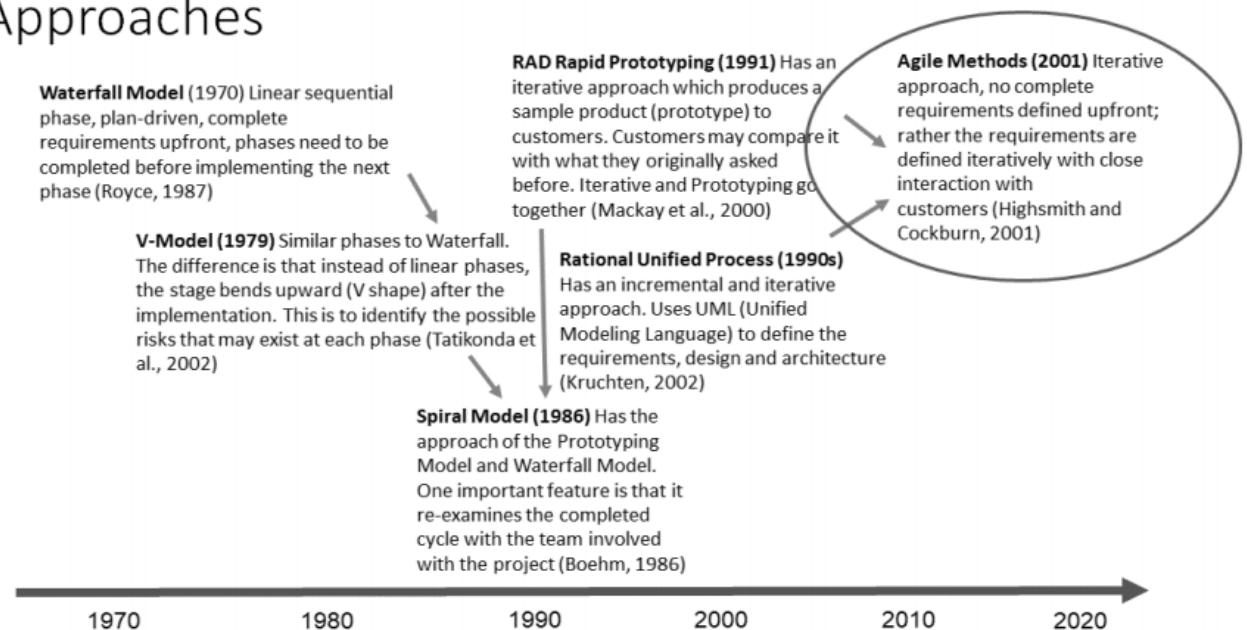 Approaches
Waterfall Model (1970) Linear sequential
phase, plan-driven, complete
requirements upfront, phases need to be
completed before implementing the next
phase (Royce, 1987)
V-Model (1979) Similar phases to Waterfall.
The difference is that instead of linear phases,
the stage bends upward (V shape) after the
implementation. This is to identify the possible
risks that may exist at each phase (Tatikonda et
al., 2002)
RAD Rapid Prototyping (1991) Has an
iterative approach which produces a
sample product (prototype) to
customers. Customers may compare it
with what they originally asked
before. Iterative and Prototyping go
together (Mackay et al., 2000)
Rational Unified Process (1990s)
Has an incremental and iterative
approach. Uses UML (Unified
Modeling Language) to define the
requirements, design and architecture
(Kruchten, 2002)
Spiral Model (1986) Has the
approach of the Prototyping
Model and Waterfall Model.
One important feature is that it
re-examines the completed
cycle with the team involved
with the project (Boehm, 1986)
Agile Methods (2001) Iterative
approach, no complete
requirements defined upfront;
rather the requirements are
defined iteratively with close
interaction with
customers (Highsmith and
Cockburn, 2001)
1970 1980 1990 2000 2010 2020